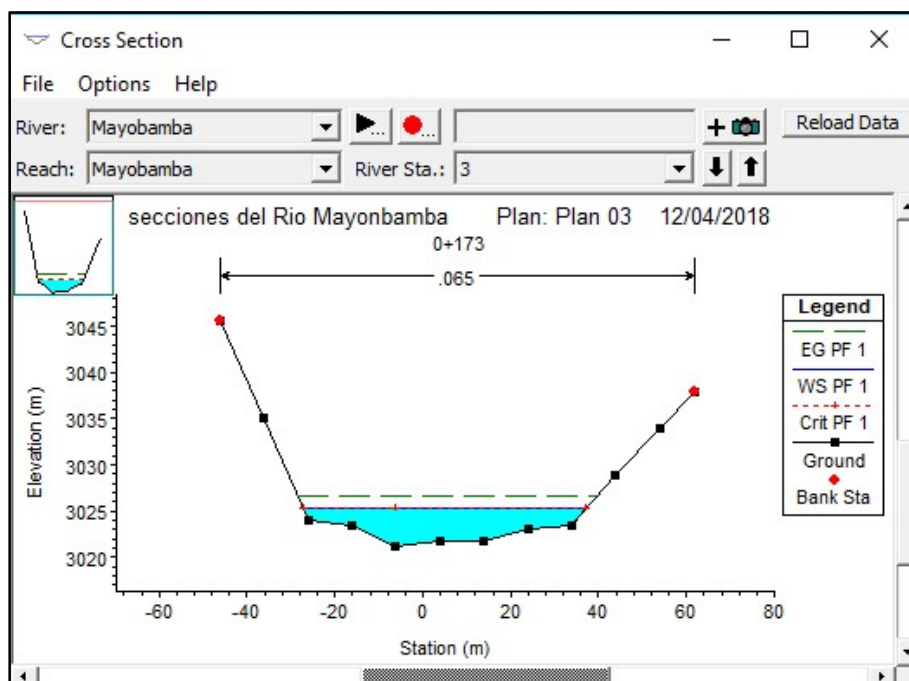 Cross Section
File Options Help
River: Mayobamba ... ... + Reload Data
Reach: Mayobamba River Sta.: 3
secciones del Rio Mayonbamba Plan: Plan 03 12/04/2018
0+173
.065
Legend
EG PF 1
WS PF 1
Crit PF 1
Ground
Bank Sta
Elevation (m)
3045
3040
3035
3030
3025
3020
-60 -40 -20 0 20 40 60 80
Station (m)